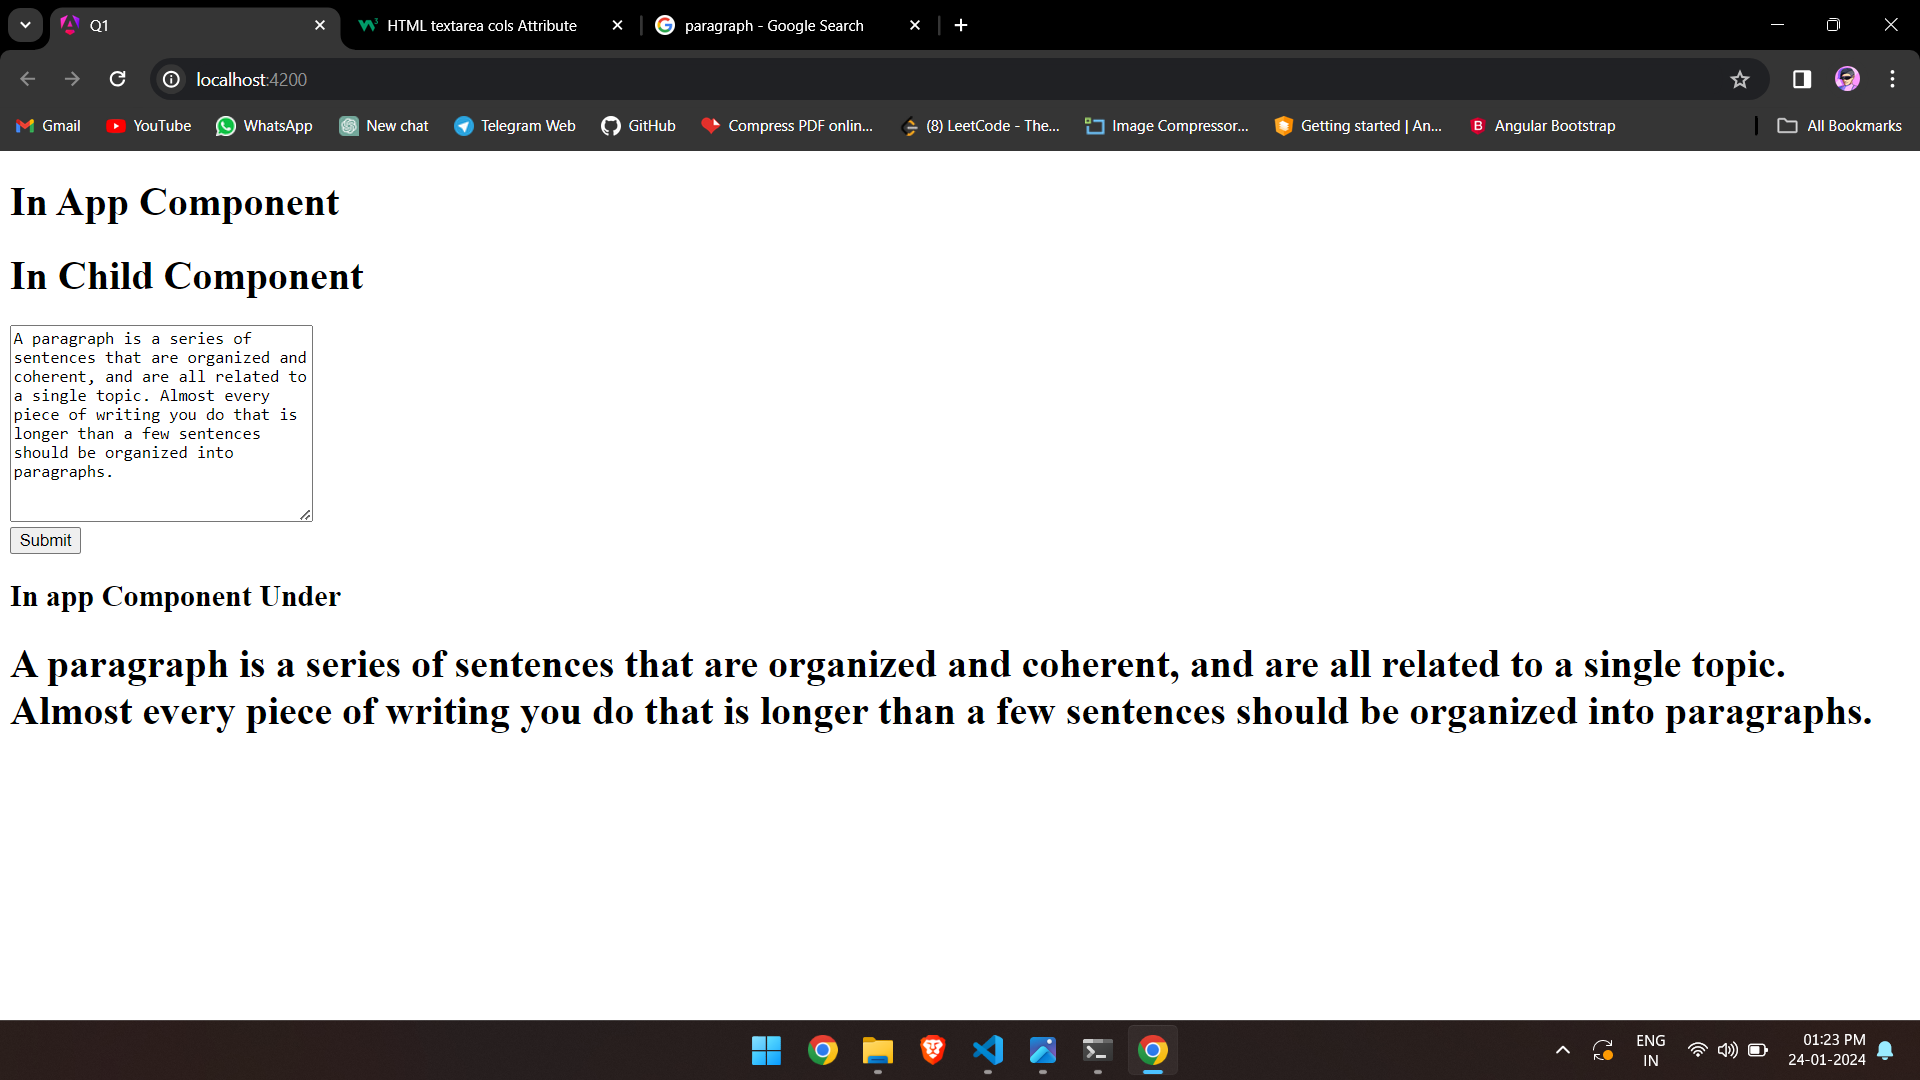 Q1
HTML textarea cols Attribute
paragraph - Google Search
localhost:4200
Gmail
YouTube
WhatsApp
New chat
Telegram Web
GitHub
Compress PDF onlin...
(8) LeetCode - The...
Image Compressor...
Getting started | An...
Angular Bootstrap
All Bookmarks
In App Component
In Child Component
A paragraph is a series of
sentences that are organized and
coherent, and are all related to
a single topic. Almost every
piece of writing you do that is
longer than a few sentences
should be organized into
paragraphs.
Submit
In app Component Under
A paragraph is a series of sentences that are organized and coherent, and are all related to a single topic.
Almost every piece of writing you do that is longer than a few sentences should be organized into paragraphs.
ENG
IN
01:23 PM
24-01-2024